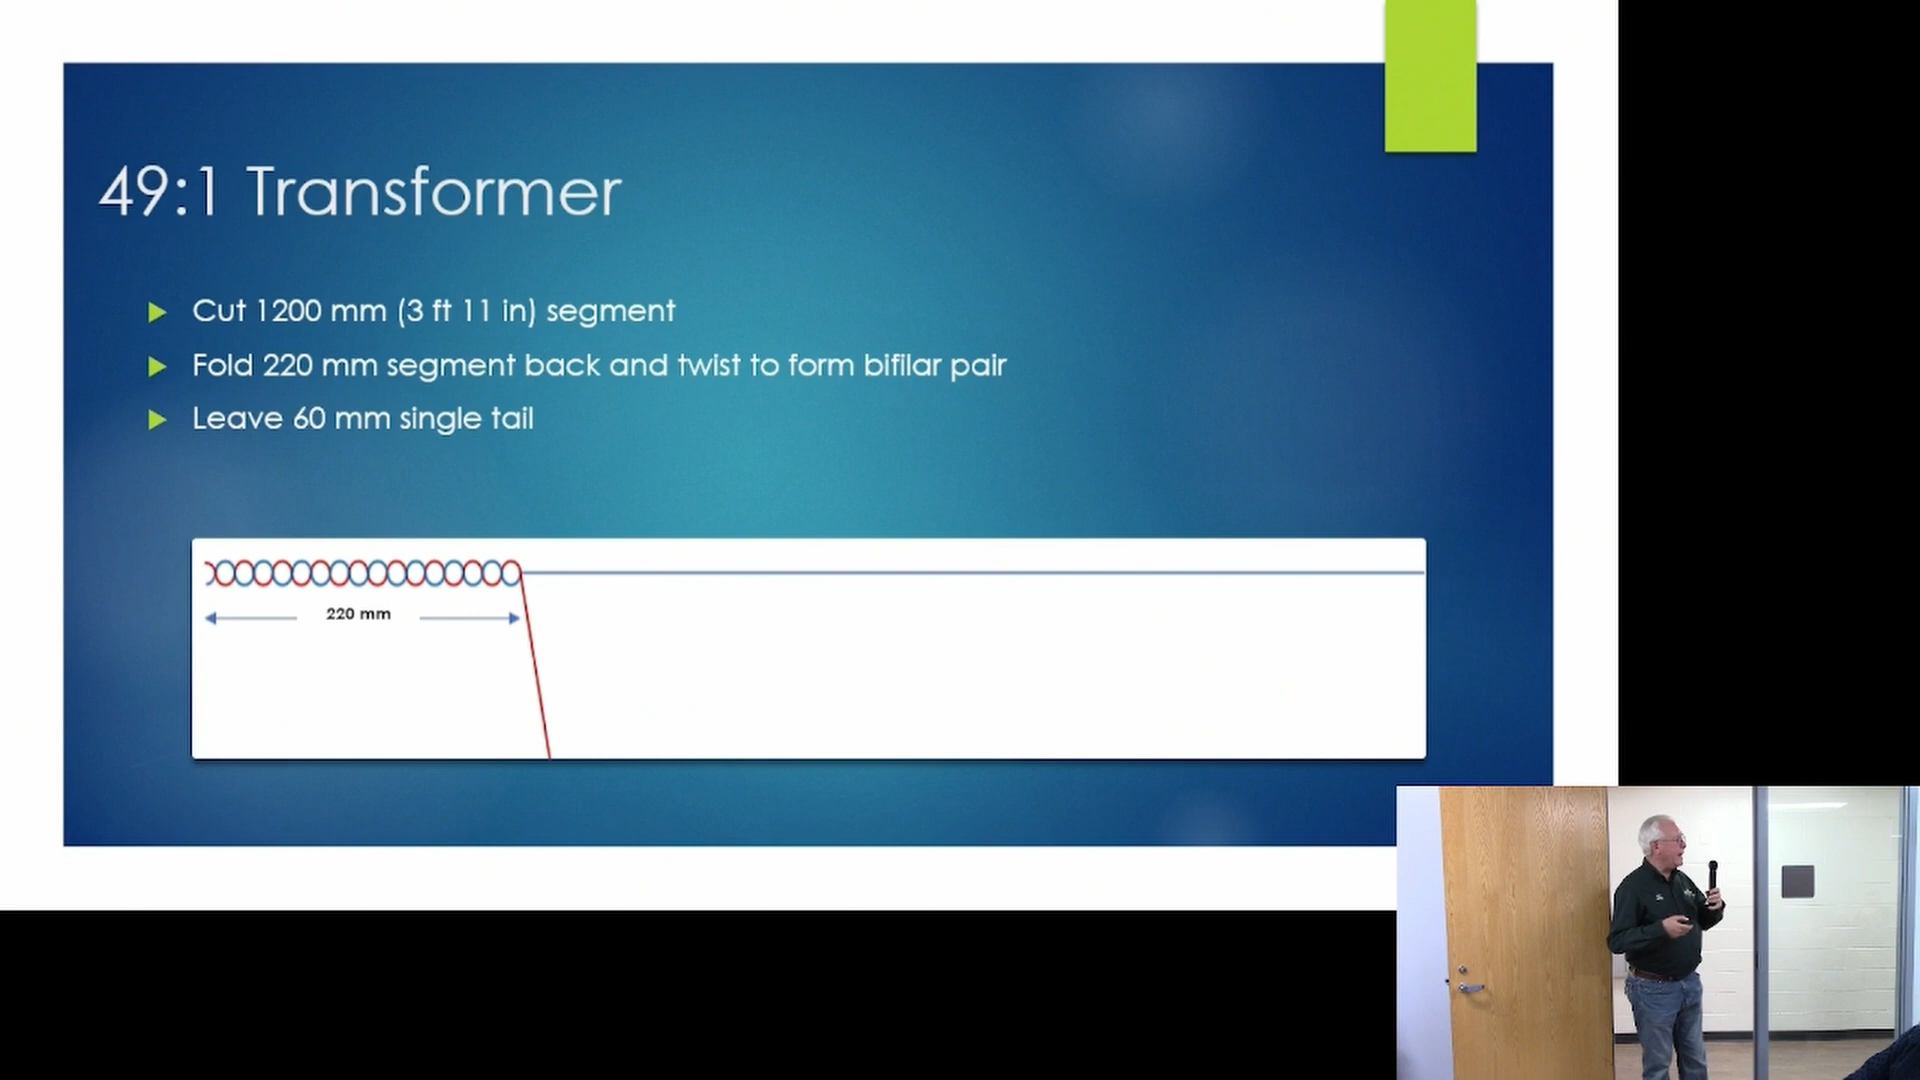 49:1 Transformer
Cut 1200 mm (3 ft 11 in) segment
Fold 220 mm segment back and twist to form bifilar pair
Leave 60 mm single tail
220 mm